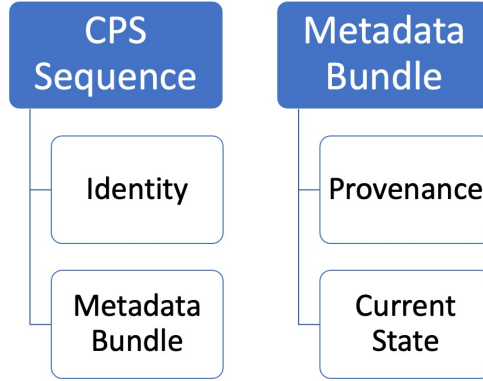 CPS
Sequence
Identity
Metadata
Bundle
Metadata
Bundle
Provenance
Current
State